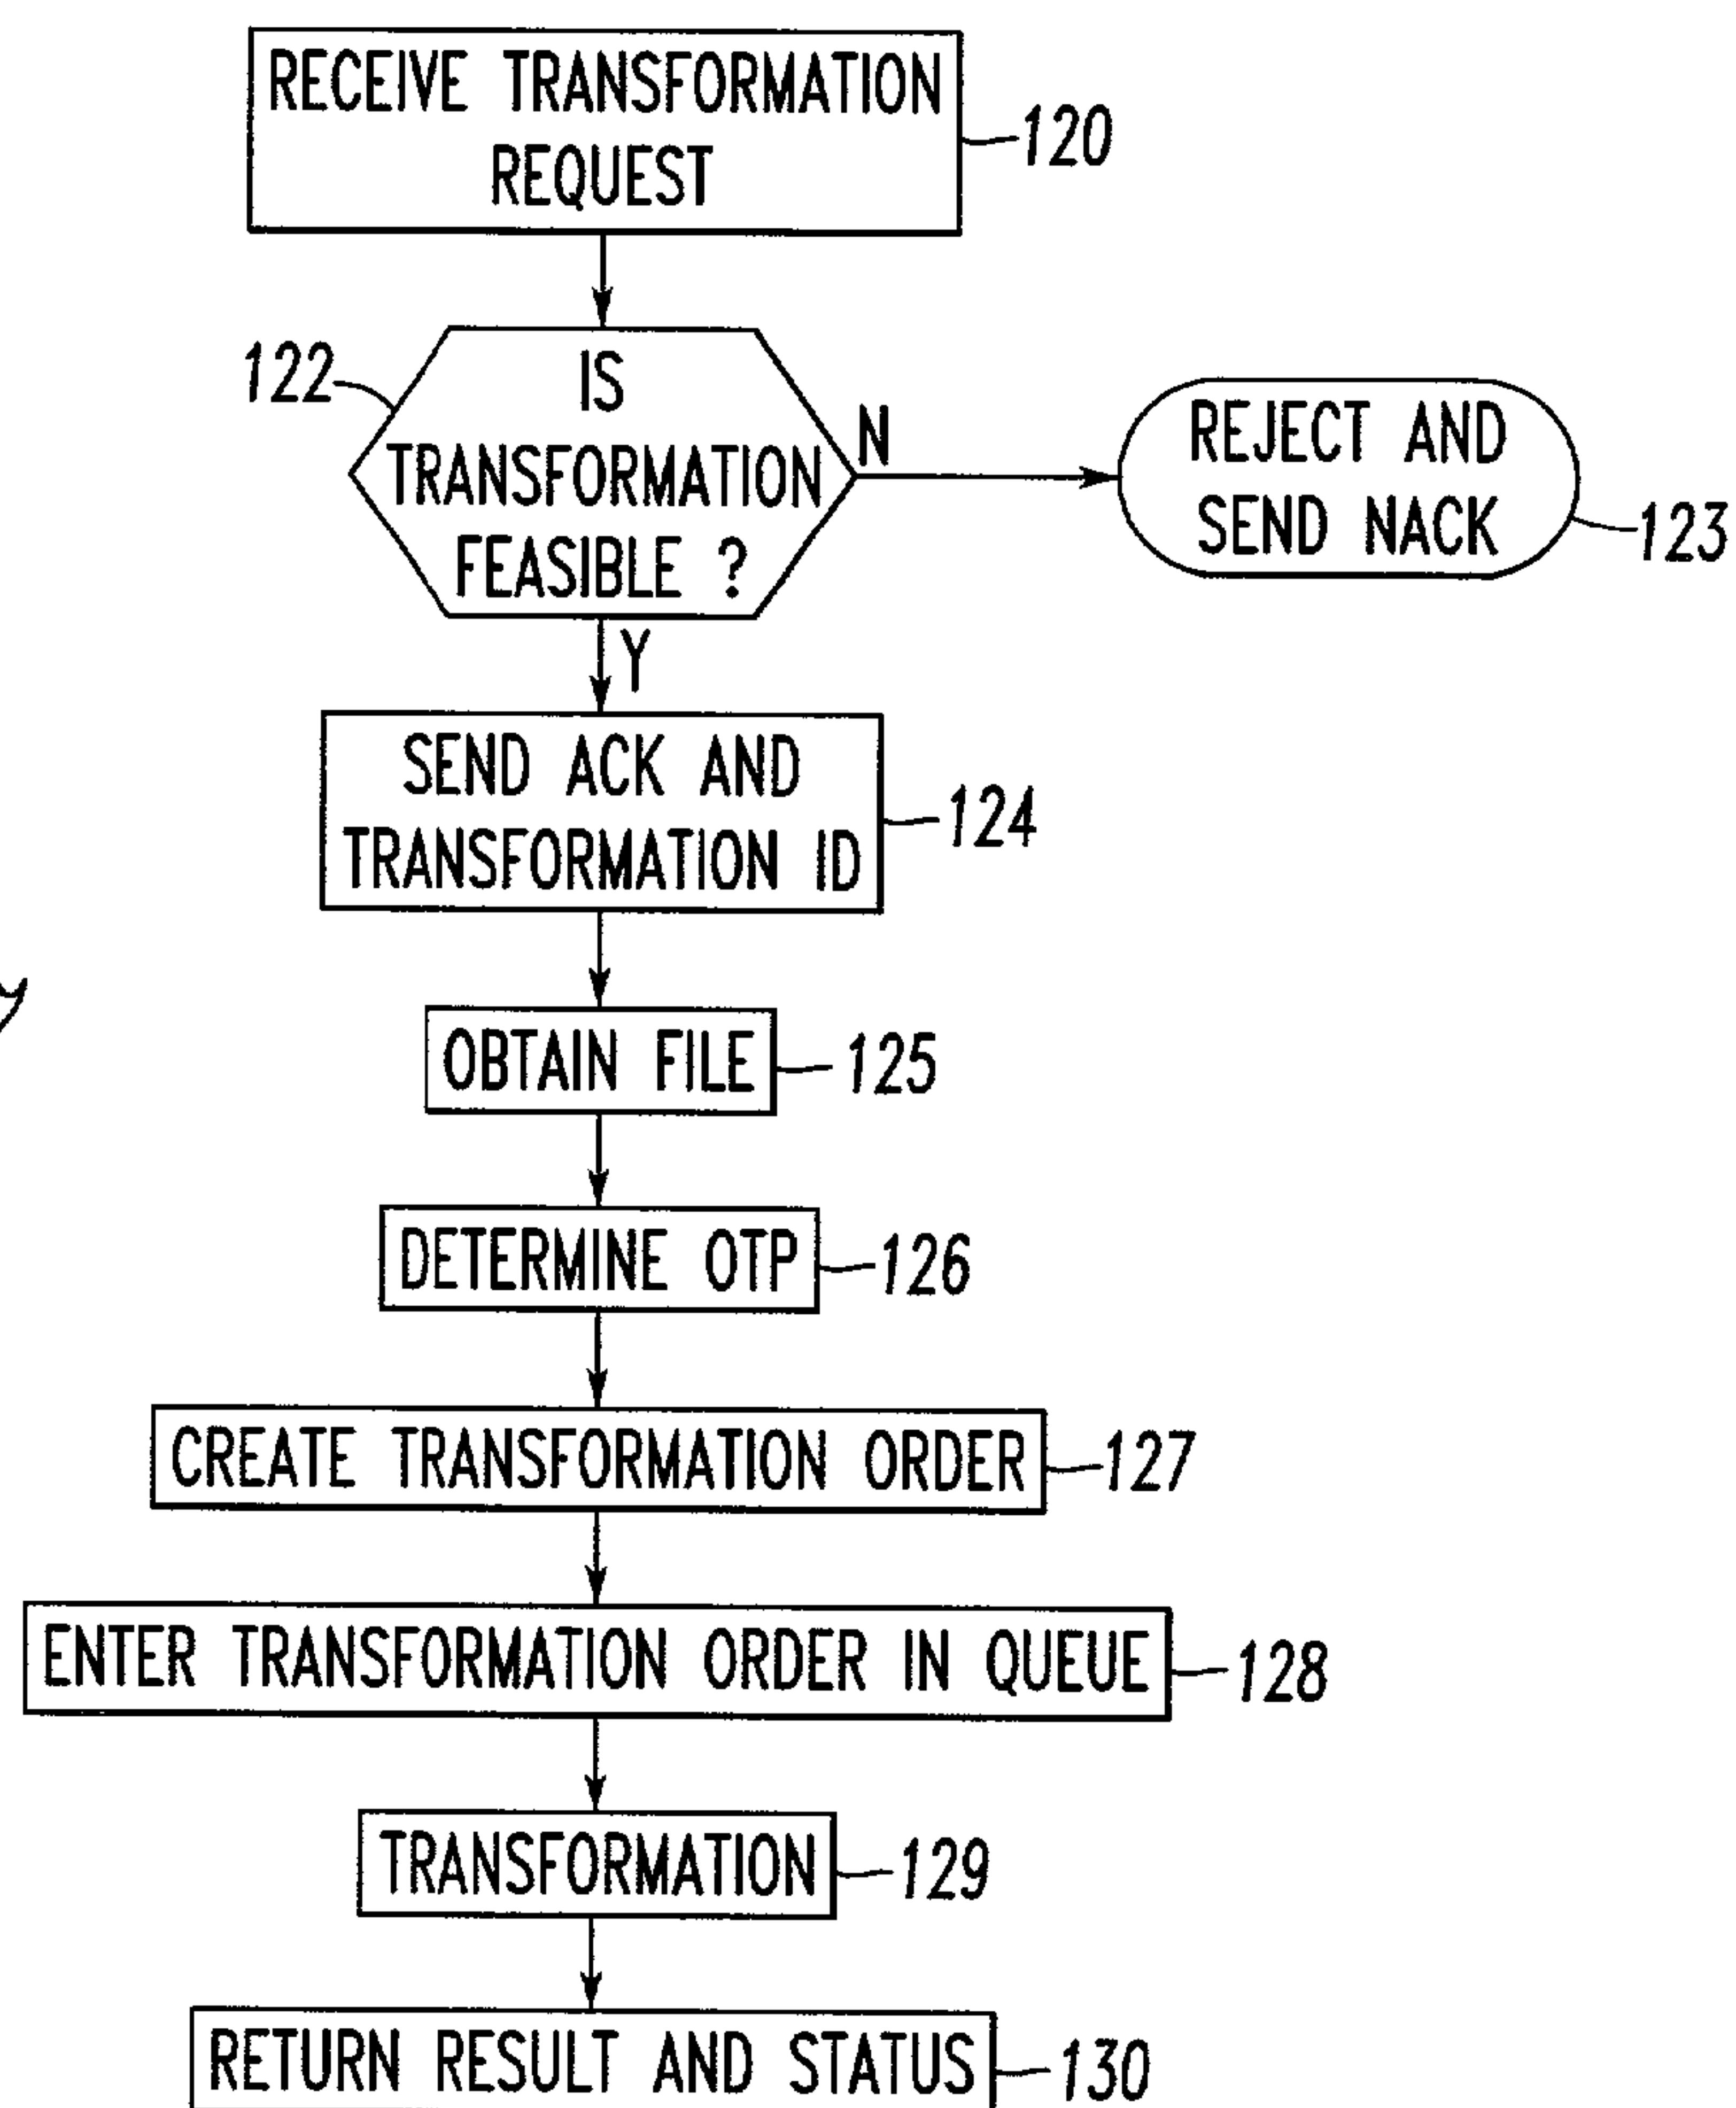 RECEIVE TRANSFORMATION
REQUEST
120
122
IS
TRANSFORMATION
FEASIBLE ?
N
REJECT AND
SEND NACK
123
Y
SEND ACK AND
TRANSFORMATION ID
124
OBTAIN FILE
125
DETERMINE OTP
126
CREATE TRANSFORMATION ORDER
127
ENTER TRANSFORMATION ORDER IN QUEUE
128
TRANSFORMATION
129
RETURN RESULT AND STATUS
130